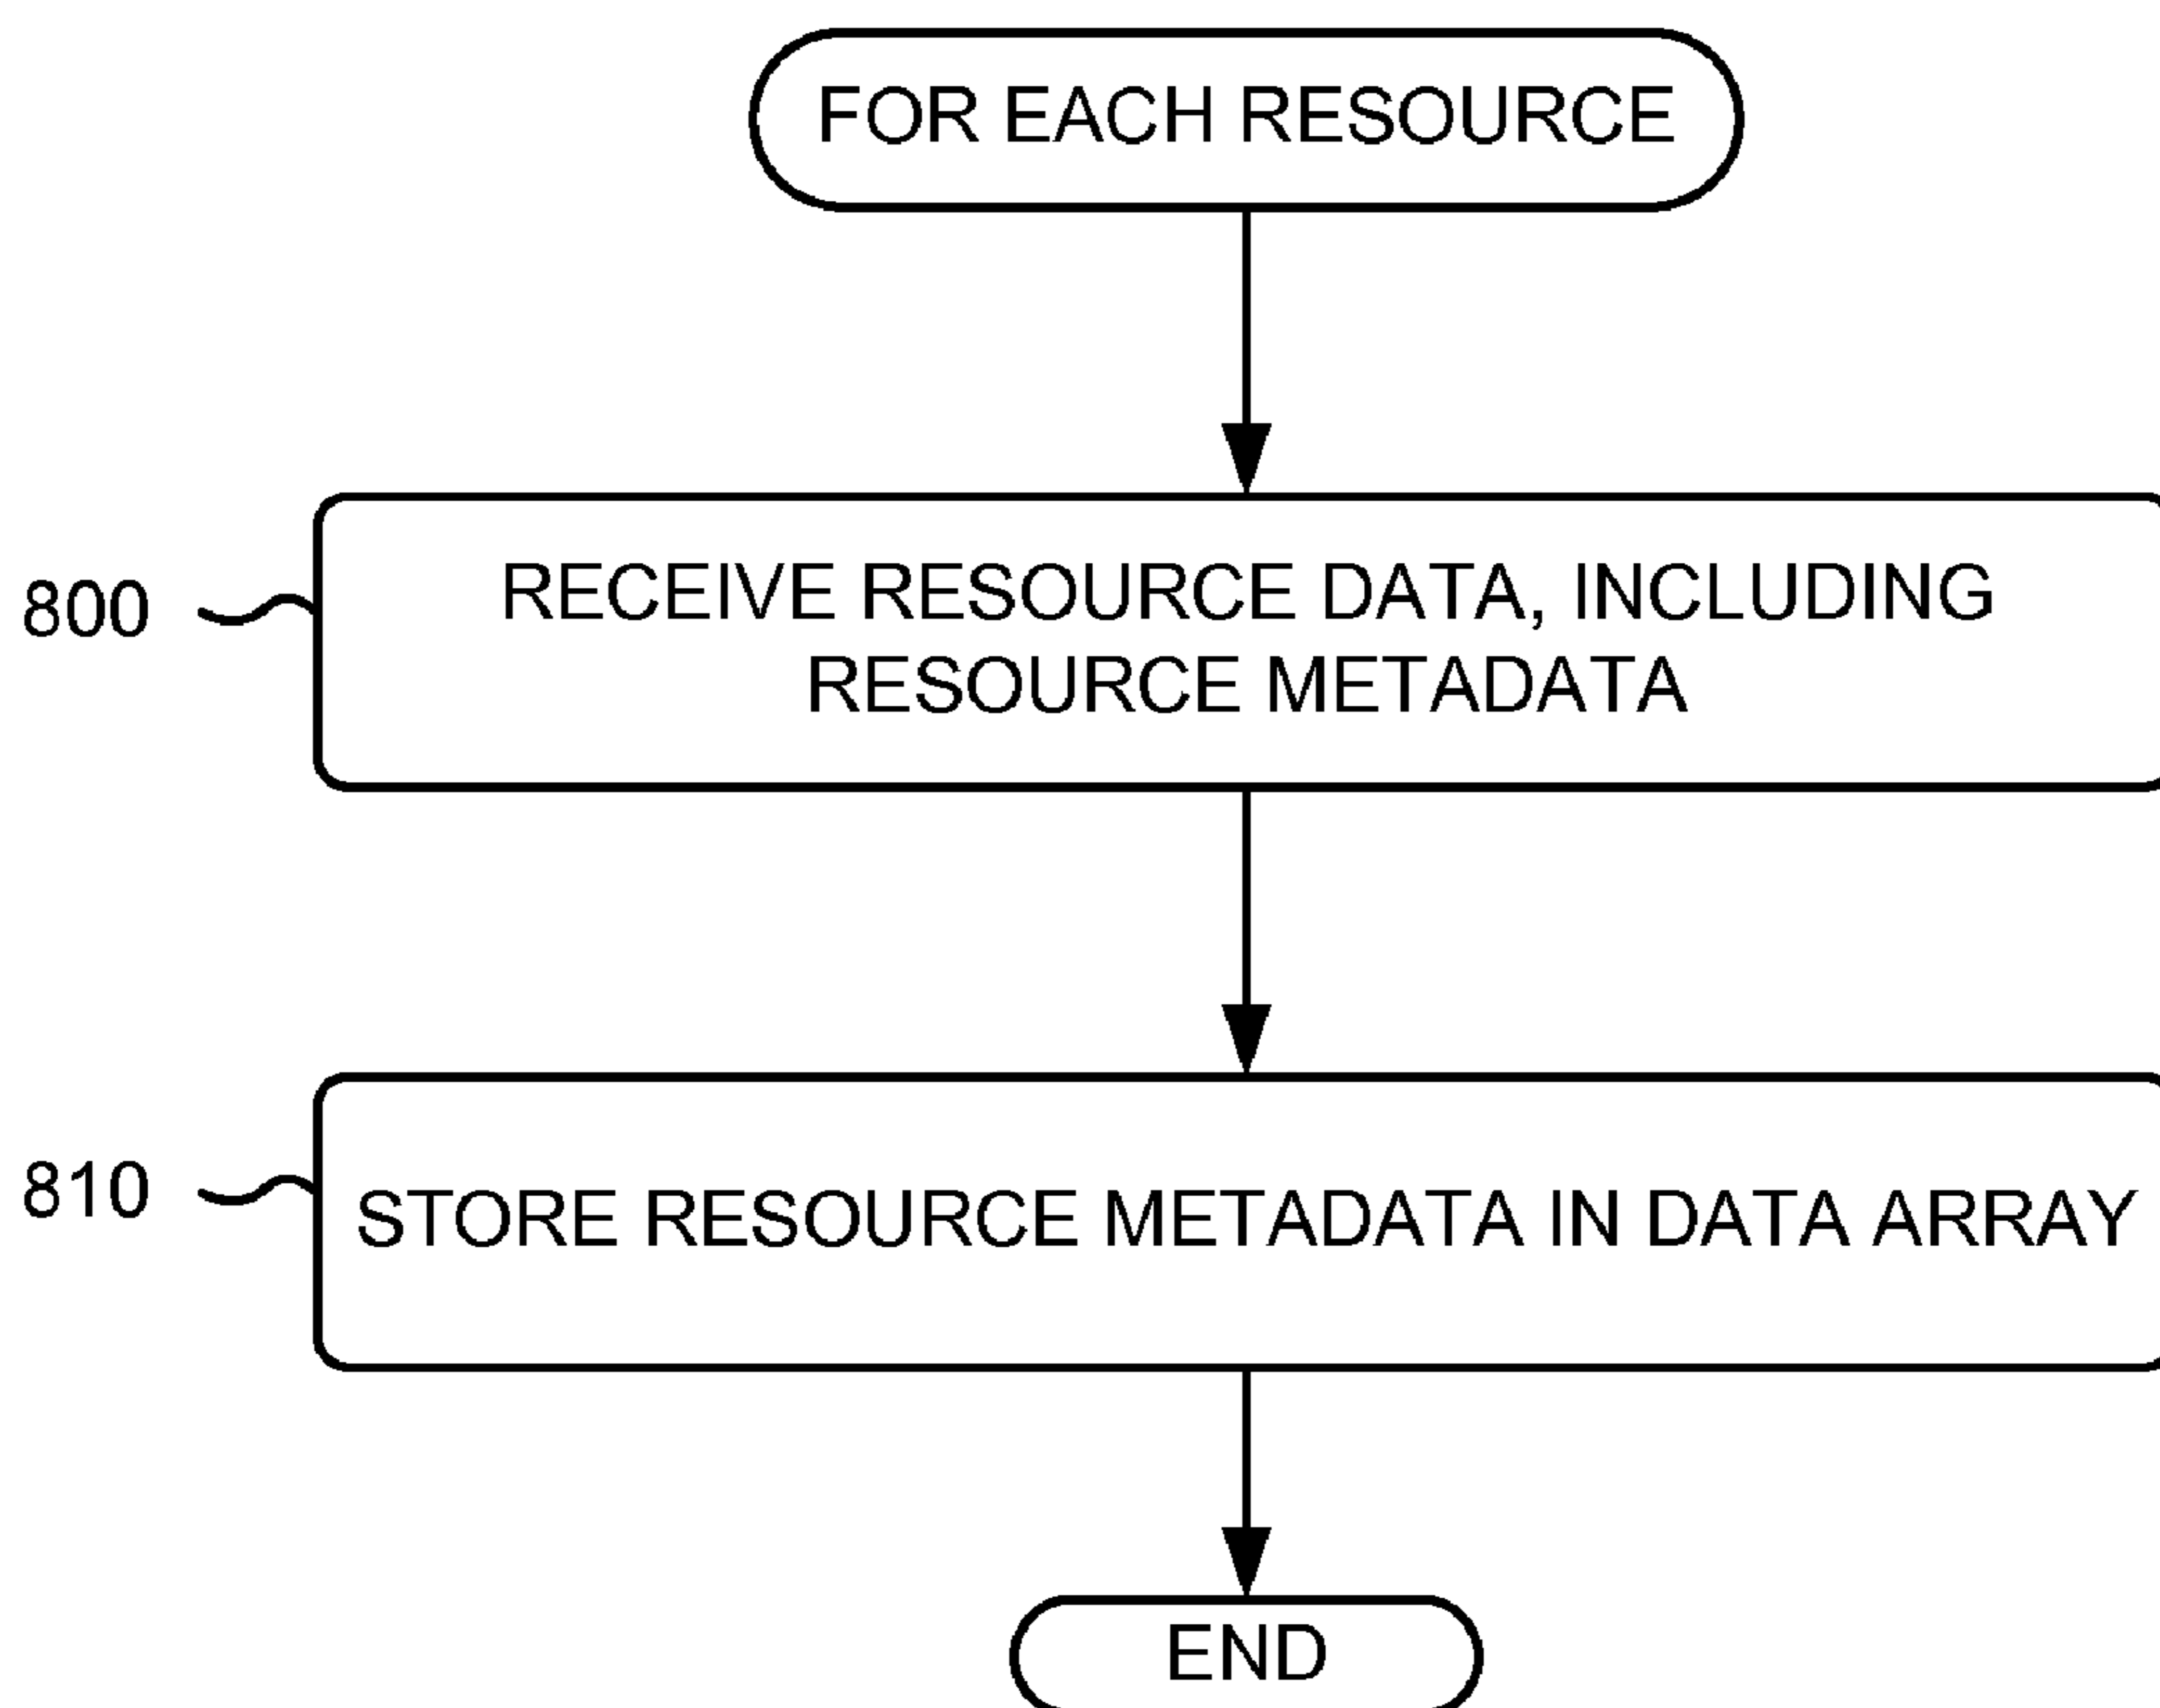 FOR EACH RESOURCE
800
RECEIVE RESOURCE DATA, INCLUDING
RESOURCE METADATA
810
STORE RESOURCE METADATA IN DATA ARRAY
END